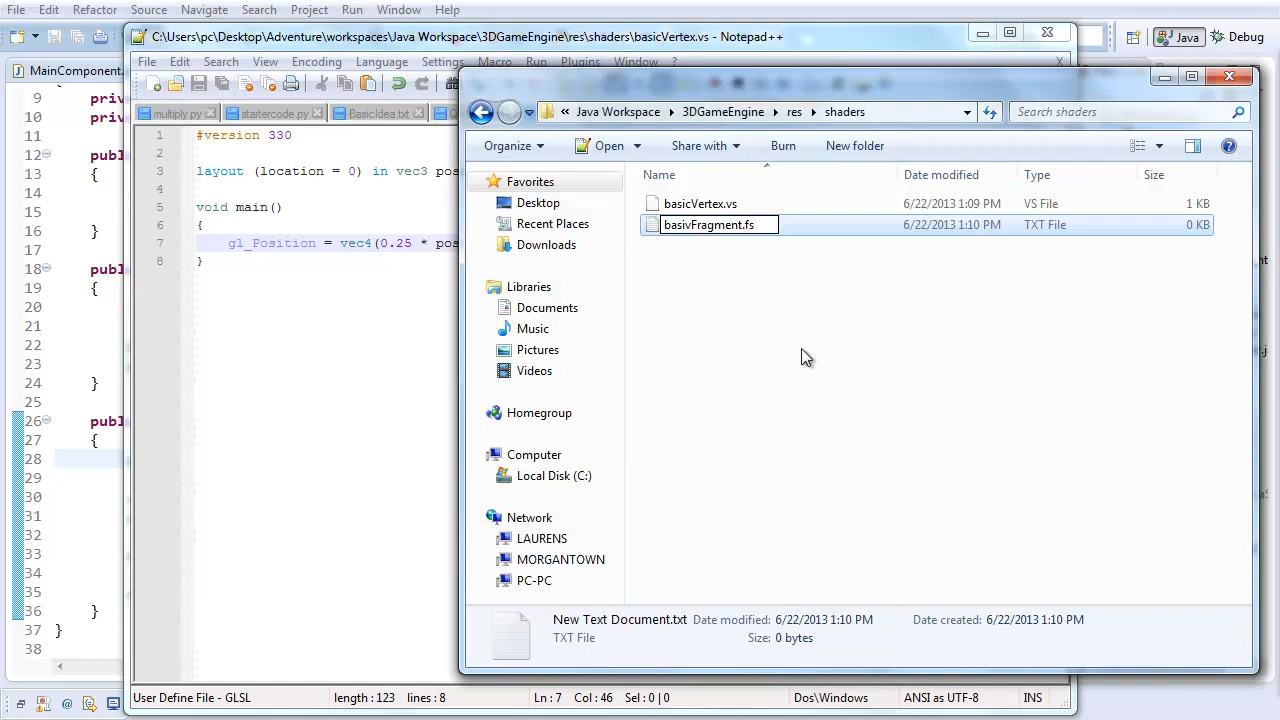 File Edit Refactor Source Navigate Search Project Run Window Help
C:\Users\pc\Desktop\Adventure\workspaces\Java Workspace\3DGameEngine\res\shaders\basicVertex.vs - Notepad++
Java Debug
MainComponent.
File Edit Search View Encoding Language Settings Macro Run Plugins Window ?
X
multiply.py startercode.py BasicIdea.txt
« Java Workspace 3DGameEngine res shaders
Search shaders
Organize Open Share with Burn New folder
Favorites
Desktop
Recent Places
Downloads
Libraries
Documents
Music
Pictures
Videos
Homegroup
Computer
Local Disk (C:)
Network
LAURENS
MORGANTOWN
PC-PC
Name Date modified Type Size
basicVertex.vs 6/22/2013 1:09 PM VS File 1 KB
basivFragment.fs 6/22/2013 1:10 PM TXT File 0 KB
New Text Document.txt Date modified: 6/22/2013 1:10 PM Date created: 6/22/2013 1:10 PM
TXT File Size: 0 bytes
1 #version 330
2
3 layout (location = 0) in vec3 pos
4
5 void main()
6 {
7 gl_Position = vec4(0.25 * pos
8 }
9 priv
10 priv
11
12 publ
13 {
14
15
16 }
17
18 publ
19 {
20
21
22
23
24 }
25
26 publ
27 {
28
29
30
31
32
33
34
35
36 }
37 }
38
User Define File - GLSL length : 123 lines : 8 Ln : 7 Col : 46 Sel : 0 | 0 Dos\Windows ANSI as UTF-8 INS